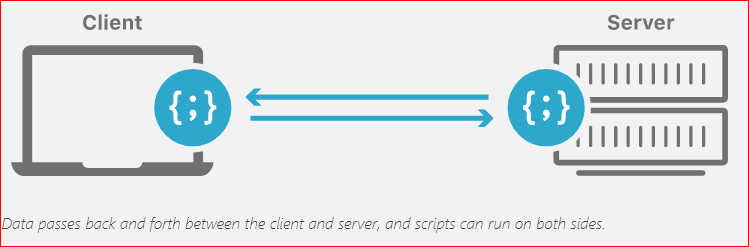 Client Server
{;} {;}
Data passes back and forth between the client and server, and scripts can run on both sides.